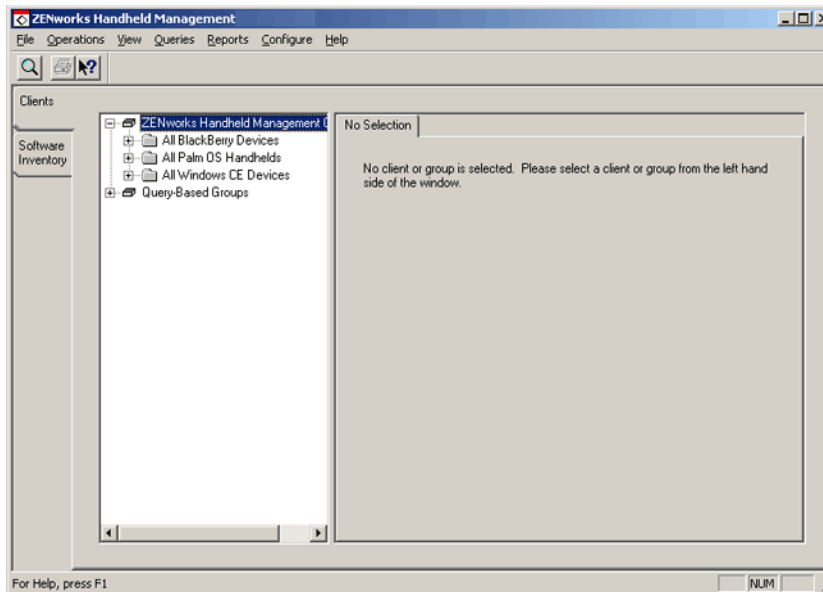 ZENworks Handheld Management
File Operations View Queries Reports Configure Help
Clients
Software
Inventory
ZENworks Handheld Management
All BlackBerry Devices
All Palm OS Handhelds
All Windows CE Devices
Query-Based Groups
No Selection
No client or group is selected. Please select a client or group from the left hand
side of the window.
For Help, press F1
NUM